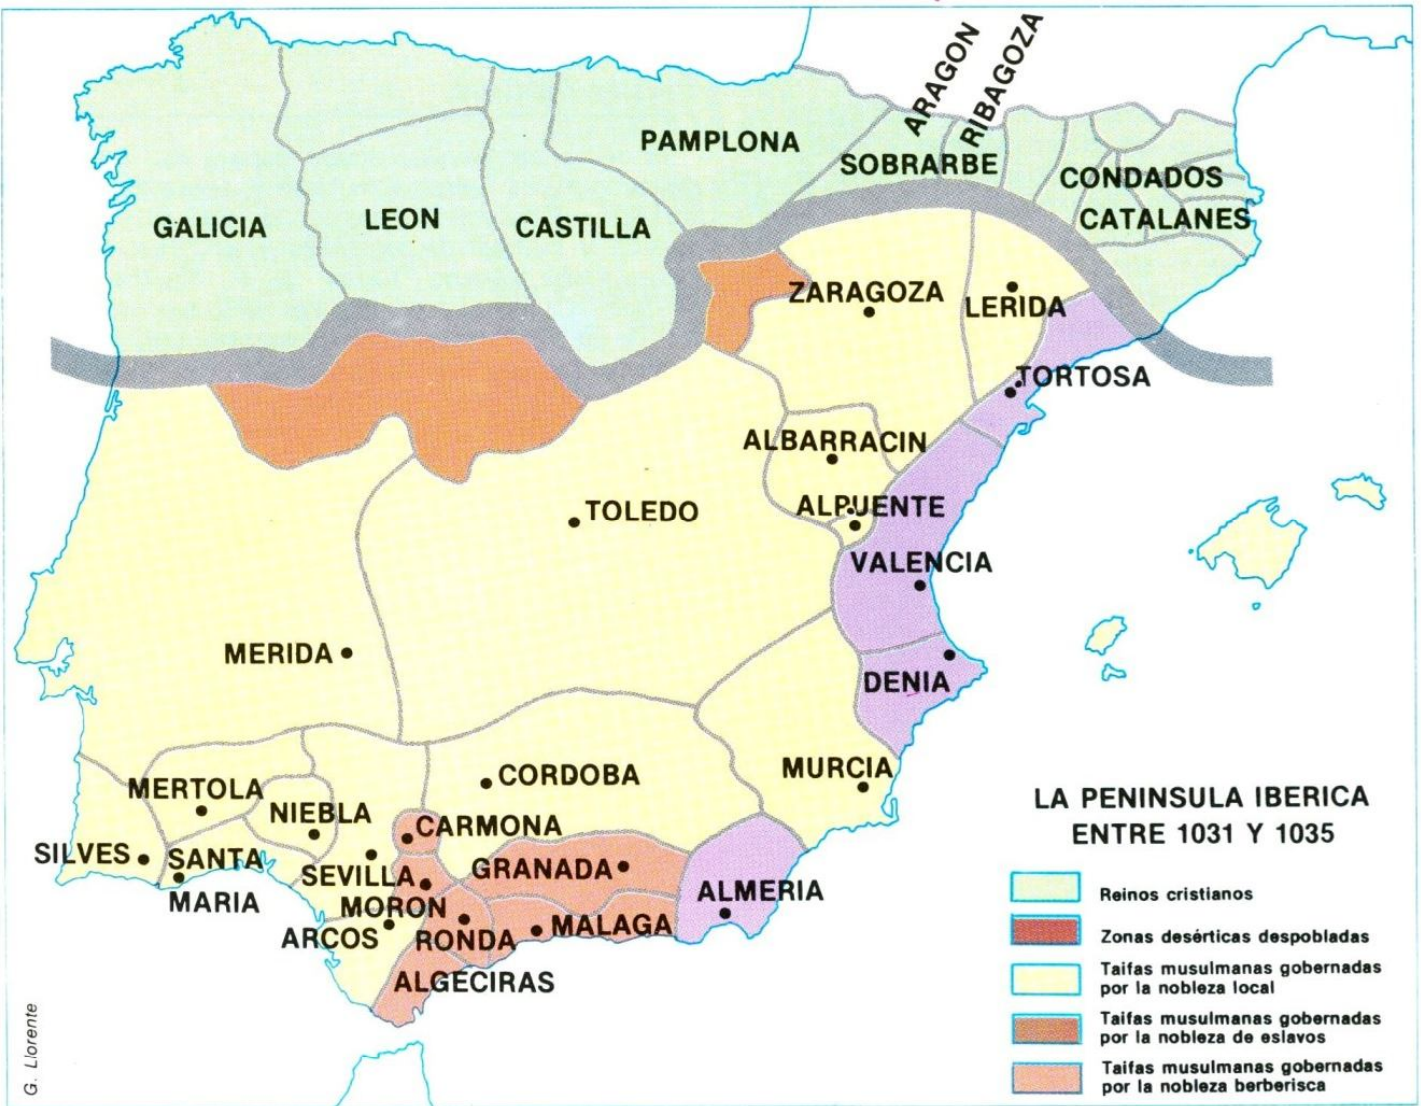 ARAGON
RIBAGOZA
PAMPLONA
SOBRARBE
CONDADOS
CATALANES
GALICIA
LEON
CASTILLA
ZARAGOZA
LERIDA
TORTOSA
ALBARRACIN
ALPUENTE
TOLEDO
VALENCIA
MERIDA
DENIA
MURCIA
CORDOBA
MERTOLA
NIEBLA
CARMONA
SILVES
SANTA
MARIA
SEVILLA
GRANADA
MORON
ALMERIA
ARCOS
RONDA
MALAGA
ALGECIRAS
LA PENINSULA IBERICA
ENTRE 1031 Y 1035
Reinos cristianos
Zonas desérticas despobladas
Taifas musulmanas gobernadas
por la nobleza local
Taifas musulmanas gobernadas
por la nobleza de eslavos
Taifas musulmanas gobernadas
por la nobleza berberisca
G. Llorente